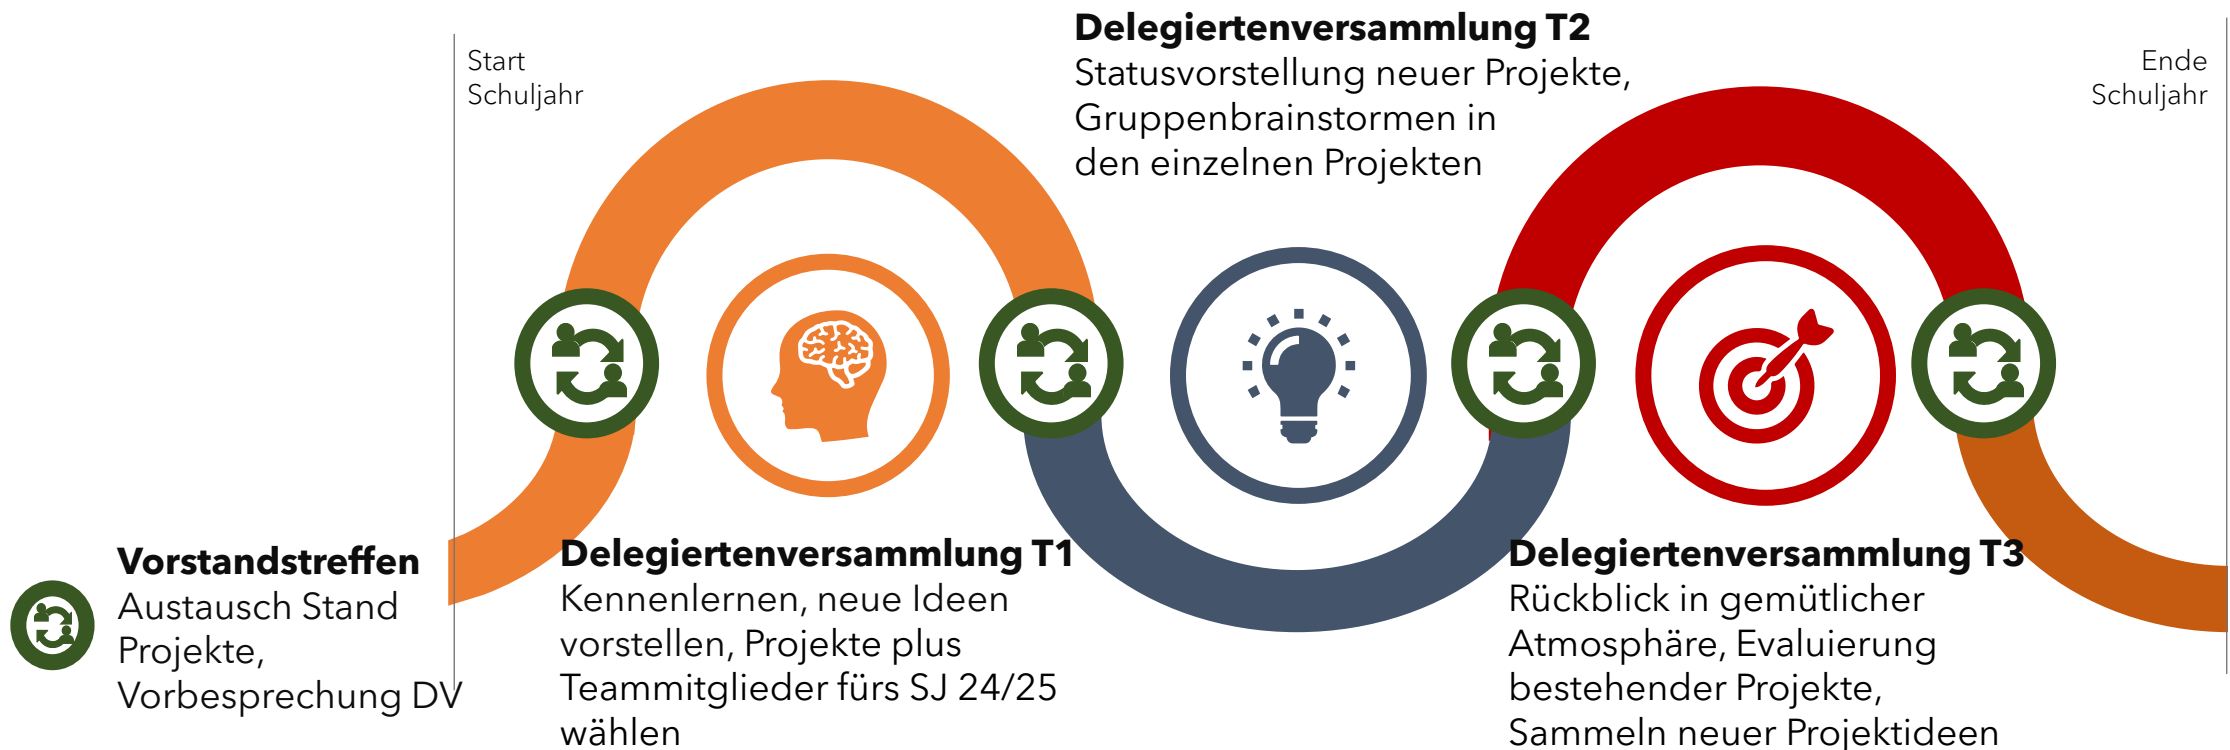 Start
Schuljahr
Delegiertenversammlung T2
Statusvorstellung neuer Projekte,
Gruppenbrainstormen in
den einzelnen Projekten
Ende
Schuljahr
Vorstandstreffen
Austausch Stand
Projekte,
Vorbesprechung DV
Delegiertenversammlung T1
Kennenlernen, neue Ideen
vorstellen, Projekte plus
Teammitglieder fürs SJ 24/25
wählen
Delegiertenversammlung T3
Rückblick in gemütlicher
Atmosphäre, Evaluierung
bestehender Projekte,
Sammeln neuer Projektideen